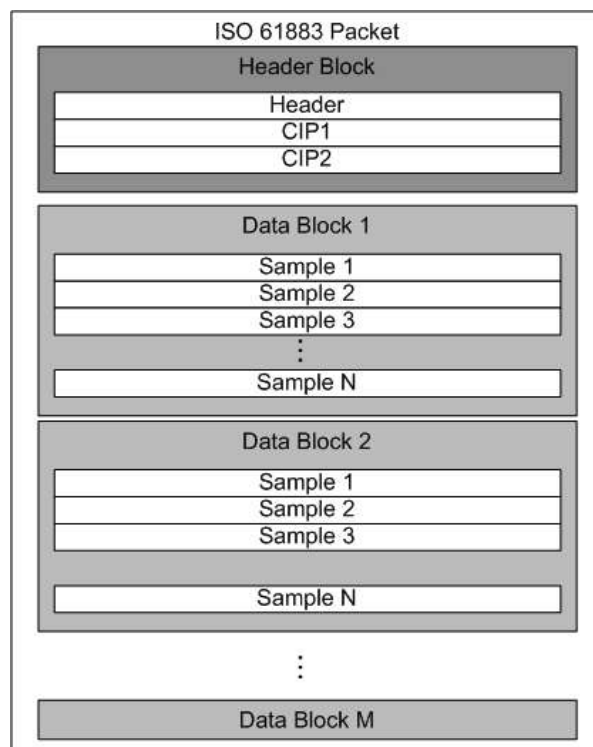 ISO 61883 Packet
Header Block
Header
CIP1
CIP2
Data Block 1
Sample 1
Sample 2
Sample 3
⋮
Sample N
Data Block 2
Sample 1
Sample 2
Sample 3
Sample N
⋮
Data Block M